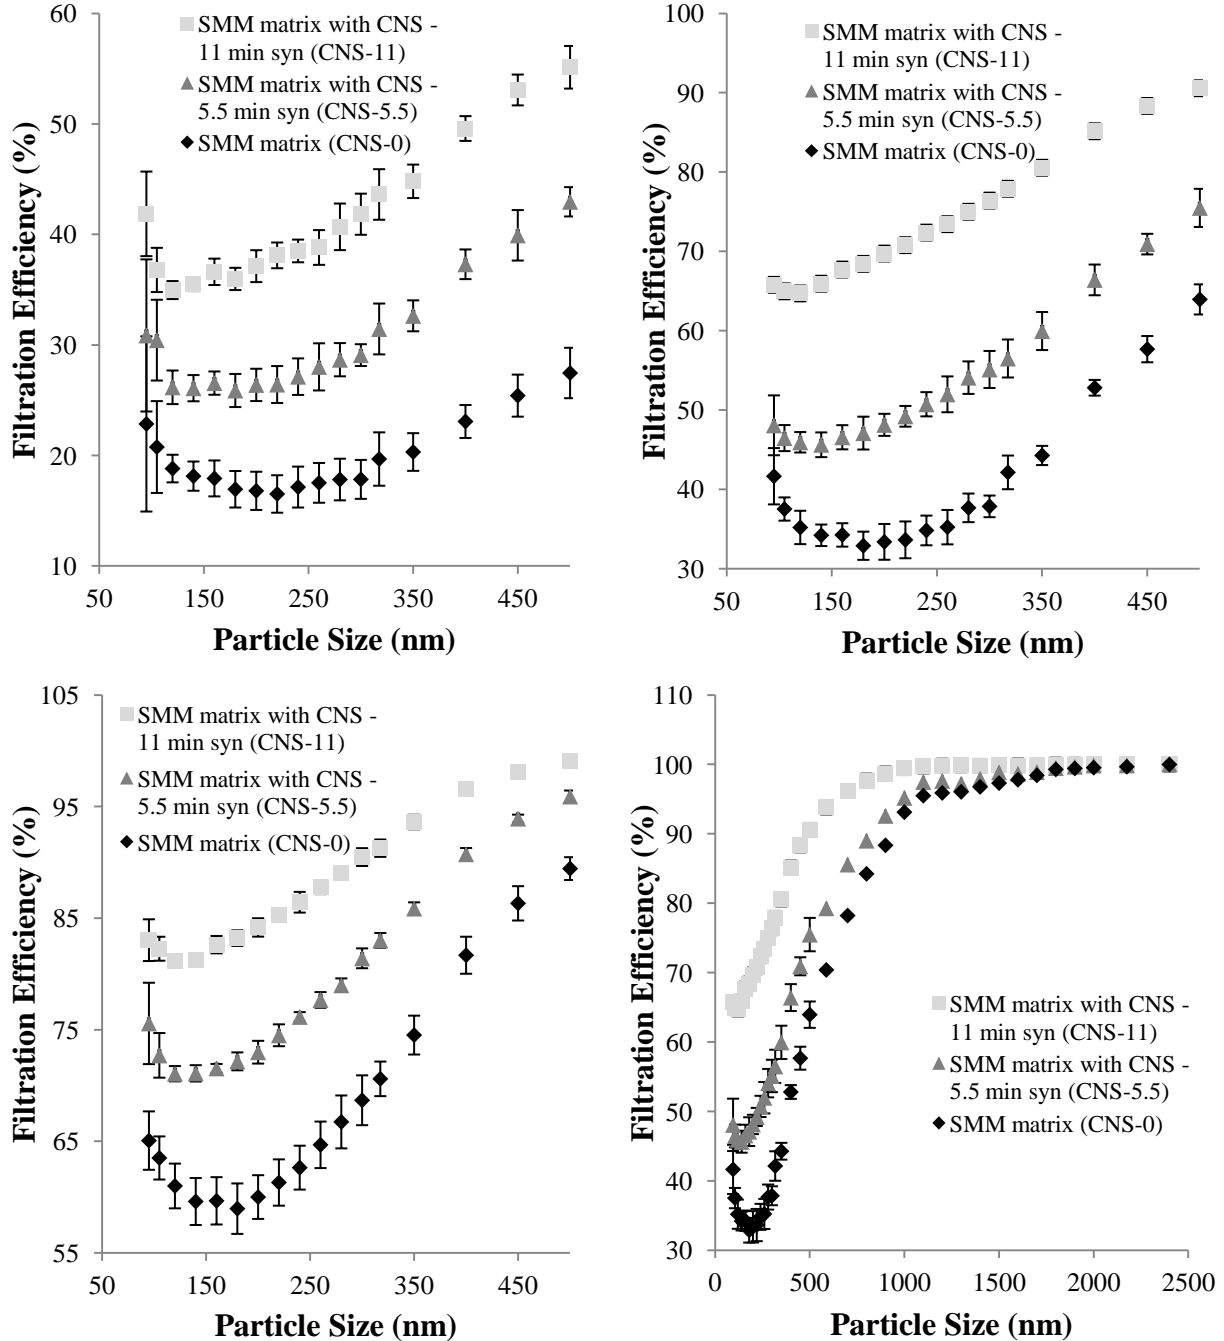 60
50
40
30
20
10
50
150
250
350
450
Filtration Efficiency (%)
Particle Size (nm)
SMM matrix with CNS -
11 min syn (CNS-11)
SMM matrix with CNS -
5.5 min syn (CNS-5.5)
SMM matrix (CNS-0)
100
90
80
70
60
50
40
30
50
150
250
350
450
Filtration Efficiency (%)
Particle Size (nm)
SMM matrix with CNS -
11 min syn (CNS-11)
SMM matrix with CNS -
5.5 min syn (CNS-5.5)
SMM matrix (CNS-0)
105
95
85
75
65
55
50
150
250
350
450
Filtration Efficiency (%)
Particle Size (nm)
SMM matrix with CNS -
11 min syn (CNS-11)
SMM matrix with CNS -
5.5 min syn (CNS-5.5)
SMM matrix (CNS-0)
110
100
90
80
70
60
50
40
30
0
500
1000
1500
2000
2500
Filtration Efficiency (%)
Particle Size (nm)
SMM matrix with CNS -
11 min syn (CNS-11)
SMM matrix with CNS -
5.5 min syn (CNS-5.5)
SMM matrix (CNS-0)